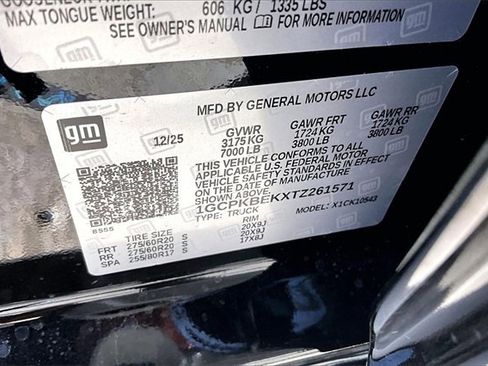 MAX TONGUE WEIGHT: 606 KG/ 1335 LBS
SEE OWNER'S MANUAL FOR MORE INFORMATION
gm
MFD BY GENERAL MOTORS LLC
12/25 GVWR GAWR FRT GAWR RR
3175 KG 1724 KG 1724 KG
7000 LB 3800 LB 3800 LB
THIS VEHICLE CONFORMS TO ALL
APPLICABLE U.S. FEDERAL MOTOR
VEHICLE SAFETY STANDARDS IN EFFECT
ON THE DATE OF MANUFACTURE
SHOWN ABOVE.
1GCPKBEKXTZ261571
TYPE: TRUCK MODEL: X1CK10543
8555
TIRE SIZE RIM
FRT 275/60R20 S 20X9J
RR 275/60R20 S 20X9J
SPA 255/80R17 S 17X8J